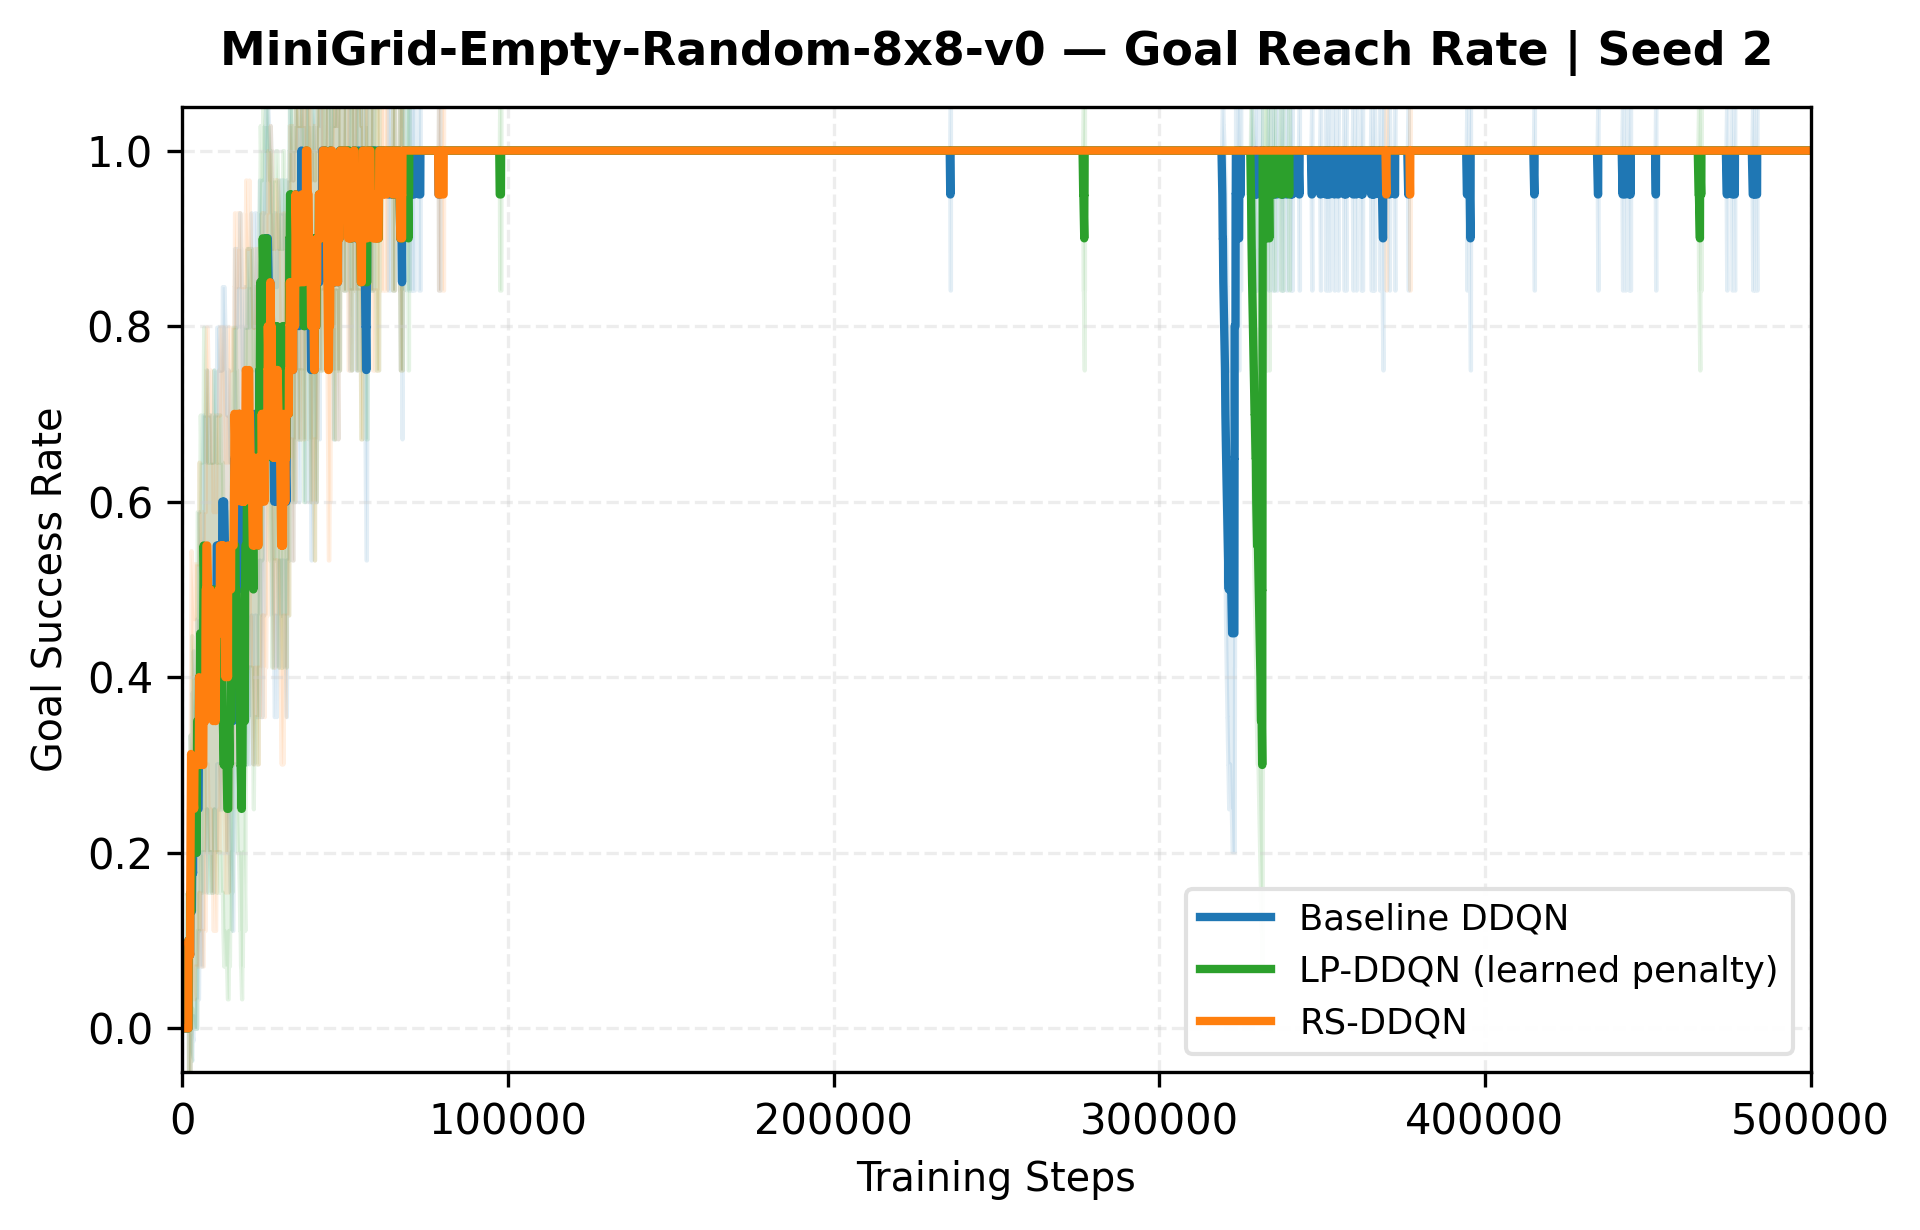 MiniGrid-Empty-Random-8x8-v0 — Goal Reach Rate | Seed 2
Goal Success Rate
1.0
0.8
0.6
0.4
0.2
0.0
Baseline DDQN
LP-DDQN (learned penalty)
RS-DDQN
0 100000 200000 300000 400000 500000
Training Steps